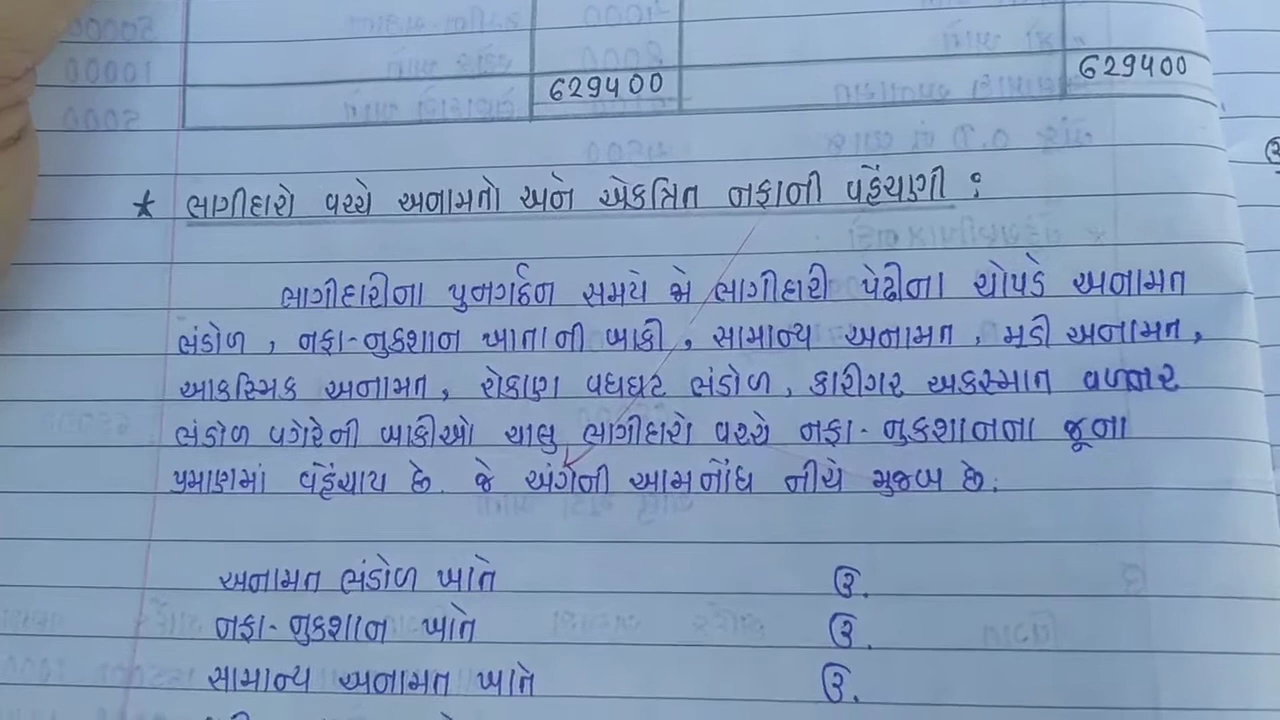 629400 629400
* ભાગીદારો વચ્ચે અનામતો અને એકત્રિત નફાની વહેંચણી :
ભાગીદારીના પુનર્ગઠન સમયે જો ભાગીદારી પેઢીના ચોપડે અનામત
ભંડોળ, નફા-નુકશાન ખાતાની બાકી, સામાન્ય અનામત, મૂડી અનામત,
આકસ્મિક અનામત, રોકાણ વધઘટ ભંડોળ, કારીગર અકસ્માત વળતર
ભંડોળ વગેરેની બાકીઓ ચાલુ ભાગીદારો વચ્ચે નફા-નુકશાનના જૂના
પ્રમાણમાં વહેંચાય છે. જે અંગેની આમનોંધ નીચે મુજબ છે.
અનામત ભંડોળ ખાતે ઉ.
નફા-નુકશાન ખાતે ઉ.
સામાન્ય અનામત ખાતે ઉ.